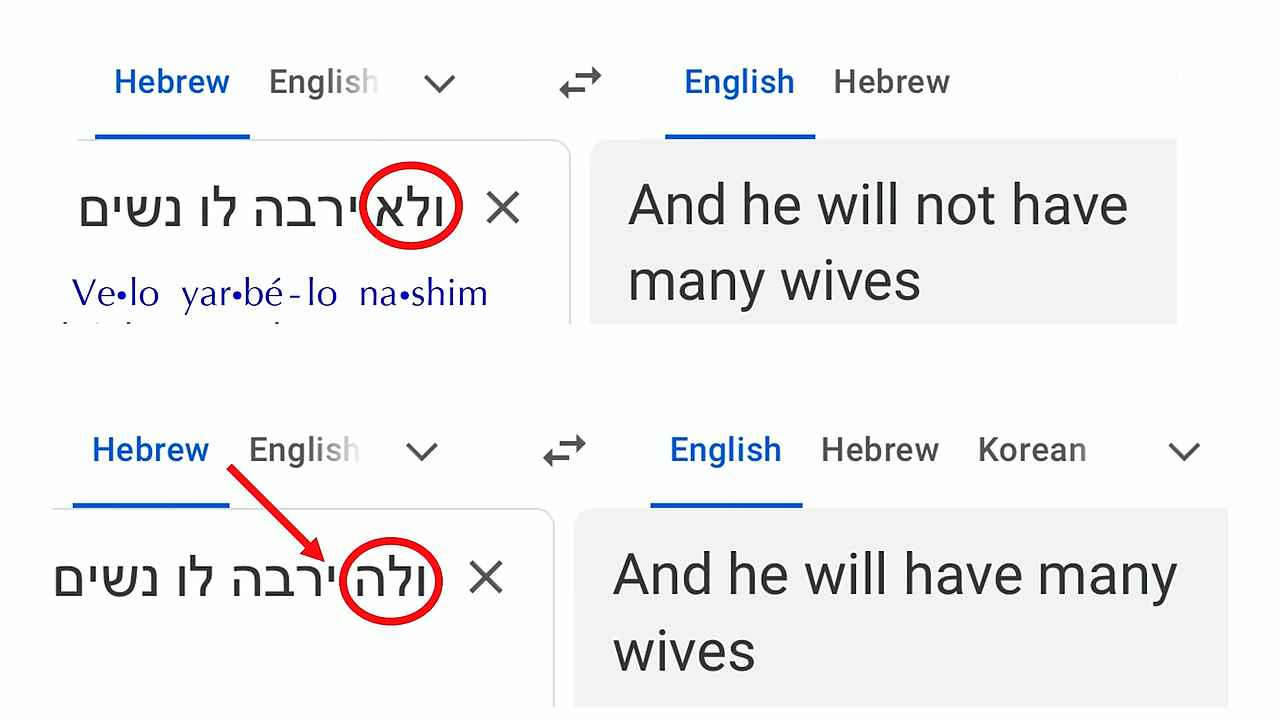 Hebrew English English Hebrew
ולא ירבה לו נשים
And he will not have
many wives
Ve•lo yar•bé-lo na•shim
Hebrew English English Hebrew Korean
ולה ירבה לו נשים
And he will have many
wives